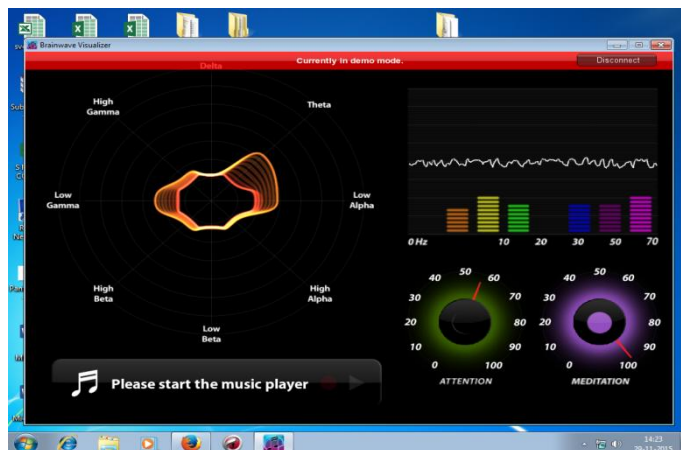 Brainwave Visualizer
Currently in demo mode.
Disconnect
Delta
High
Gamma
Theta
Low
Gamma
Low
Alpha
High
Beta
High
Alpha
Low
Beta
0 Hz 10 20 30 50 70
0 10 20 30 40 50 60 70 80 90 100
ATTENTION
0 10 20 30 40 50 60 70 80 90 100
MEDITATION
Please start the music player
14:23
19-11-2015